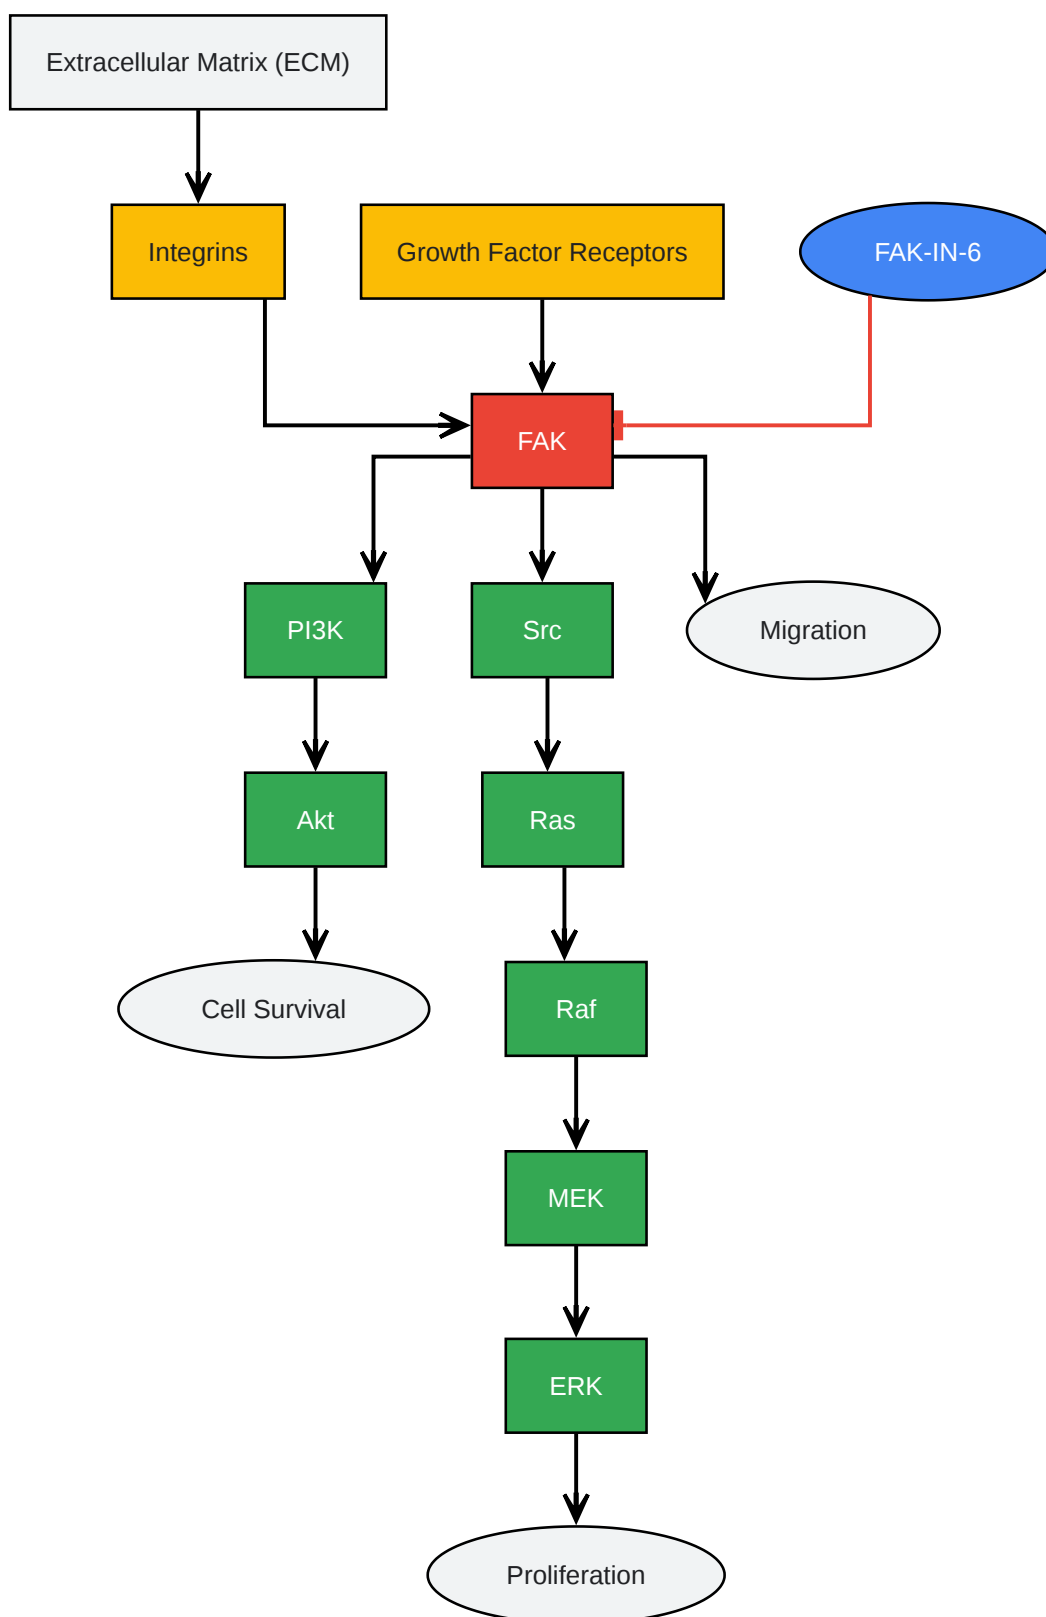 Extracellular Matrix (ECM)
Integrins
Growth Factor Receptors
FAK-IN-6
FAK
PI3K
Src
Migration
Akt
Ras
Cell Survival
Raf
MEK
ERK
Proliferation